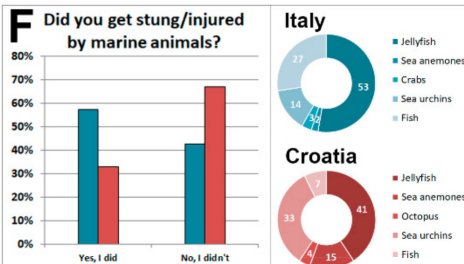 F
Did you get stung/injured
by marine animals?
80%
70%
60%
50%
40%
30%
20%
10%
0%
Yes, I did
No, I didn't
Italy
27
53
14
3
2
Jellyfish
Sea anemones
Crabs
Sea urchins
Fish
Croatia
7
41
33
4
15
Jellyfish
Sea anemones
Octopus
Sea urchins
Fish